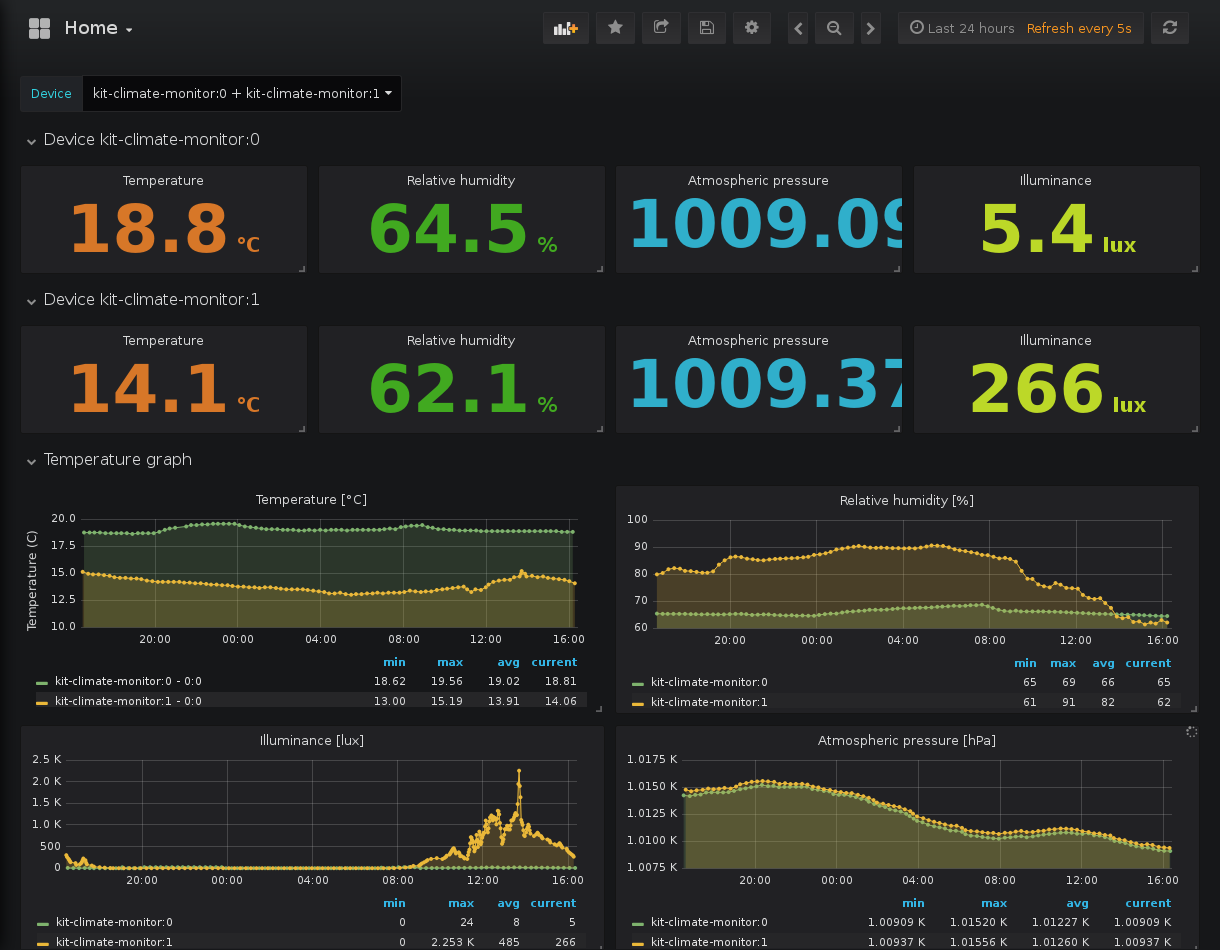 Home
Last 24 hours Refresh every 5s
Device kit-climate-monitor:0 + kit-climate-monitor:1
Device kit-climate-monitor:0
Temperature Relative humidity Atmospheric pressure Illuminance
18.8 °C 64.5 % 1009.09 5.4 lux
Device kit-climate-monitor:1
Temperature Relative humidity Atmospheric pressure Illuminance
14.1 °C 62.1 % 1009.37 266 lux
Temperature graph
Temperature [°C]
Temperature (C)
20.0
17.5
15.0
12.5
10.0
20:00 00:00 04:00 08:00 12:00 16:00
min max avg current
kit-climate-monitor:0 - 0:0 18.62 19.56 19.02 18.81
kit-climate-monitor:1 - 0:0 13.00 15.19 13.91 14.06
Relative humidity [%]
100
90
80
70
60
20:00 00:00 04:00 08:00 12:00 16:00
min max avg current
kit-climate-monitor:0 65 69 66 65
kit-climate-monitor:1 61 91 82 62
Illuminance [lux]
2.5 K
2.0 K
1.5 K
1.0 K
500
0
20:00 00:00 04:00 08:00 12:00 16:00
min max avg current
kit-climate-monitor:0 0 24 8 5
kit-climate-monitor:1 0 2.253 K 485 266
Atmospheric pressure [hPa]
1.0175 K
1.0150 K
1.0125 K
1.0100 K
1.0075 K
20:00 00:00 04:00 08:00 12:00 16:00
min max avg current
kit-climate-monitor:0 1.00909 K 1.01520 K 1.01227 K 1.00909 K
kit-climate-monitor:1 1.00937 K 1.01556 K 1.01260 K 1.00937 K